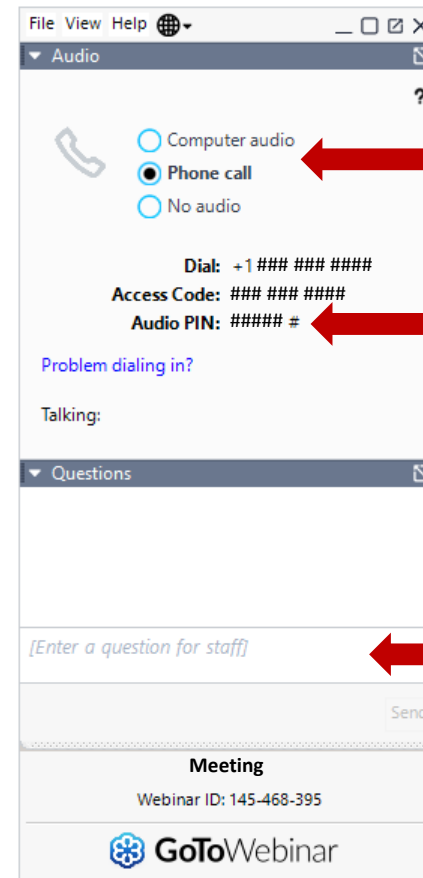 File View Help
Audio
?
Computer audio
Phone call
No audio
Dial: +1 ### ### ####
Access Code: ### ### ####
Audio PIN: ##### #
Problem dialing in?
Talking:
Questions
[Enter a question for staff]
Send
Meeting
Webinar ID: 145-468-395
GoToWebinar